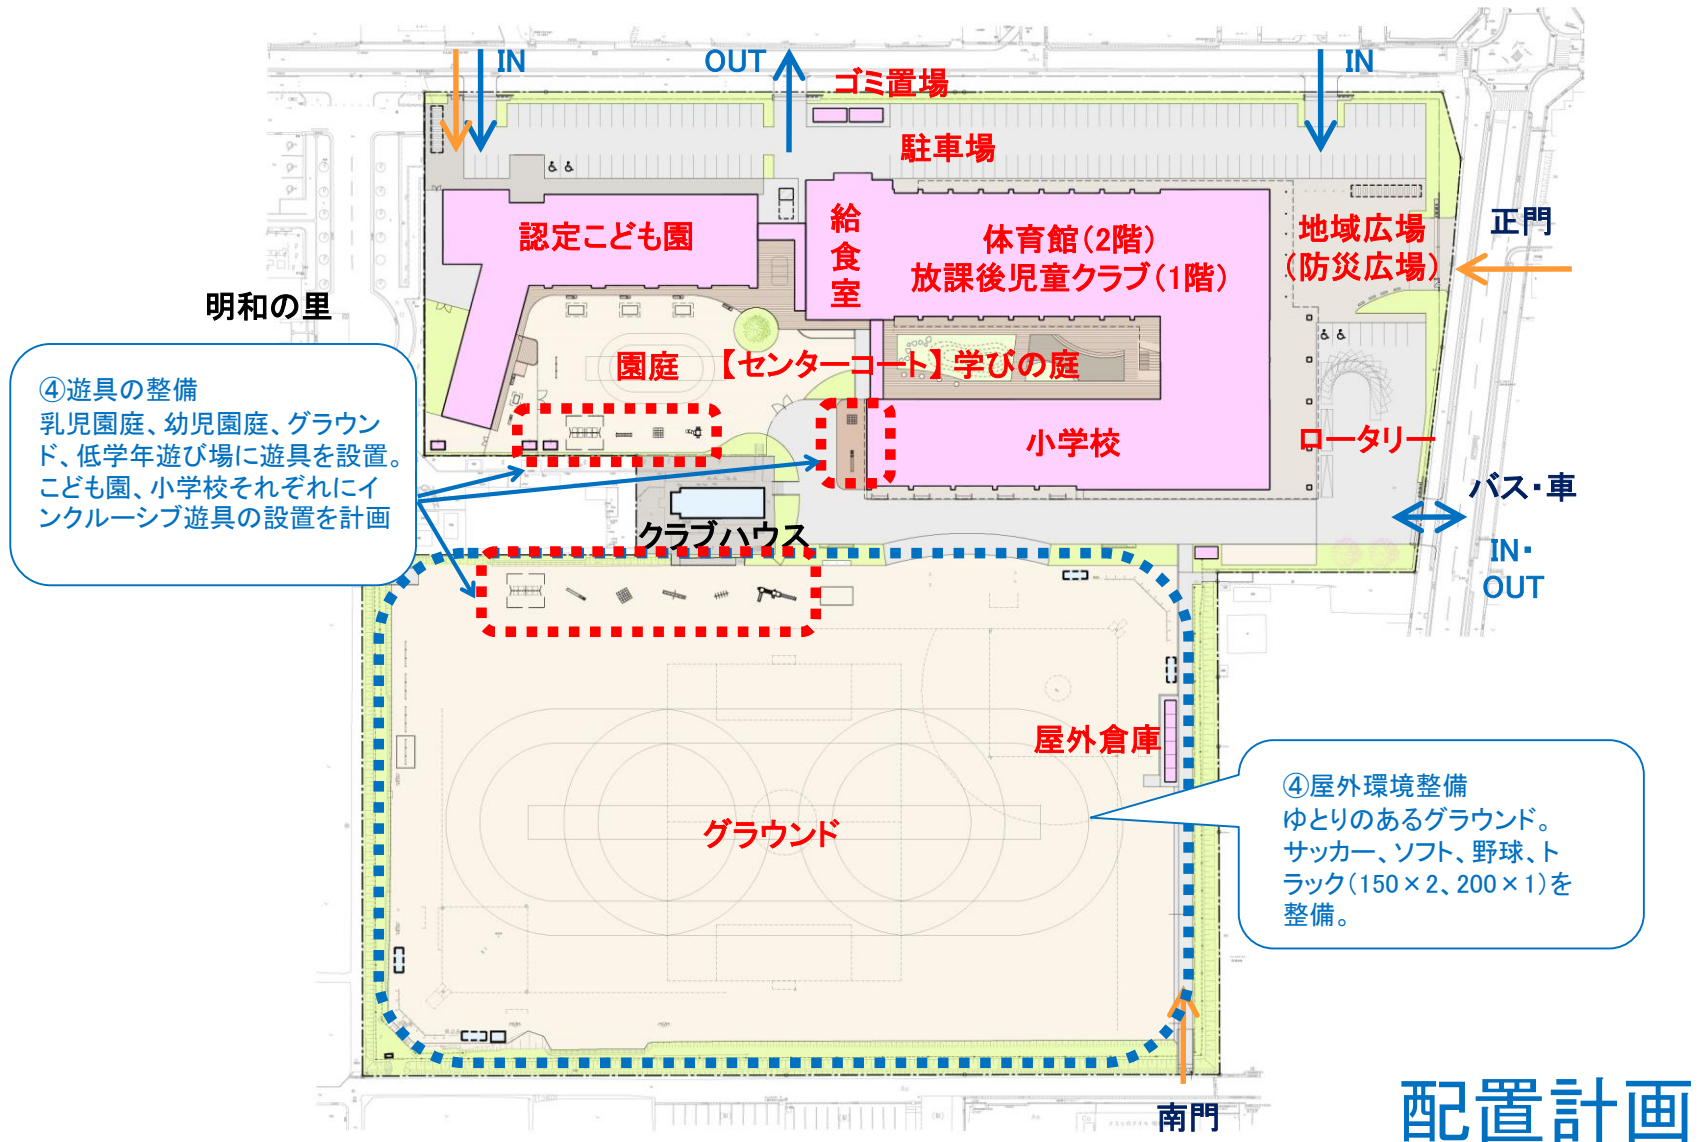 IN
OUT
IN
ゴミ置場
駐車場
認定こども園
給
食
室
体育館（2階）
放課後児童クラブ（1階）
地域広場
（防災広場）
正門
明和の里
園庭
【センターコート】
学びの庭
④遊具の整備
乳児園庭、幼児園庭、グラウン
ド、低学年遊び場に遊具を設置。
こども園、小学校それぞれにイ
ンクルーシブ遊具の設置を計画
小学校
ロータリー
バス・車
IN・
OUT
クラブハウス
屋外倉庫
グラウンド
④屋外環境整備
ゆとりのあるグラウンド。
サッカー、ソフト、野球、ト
ラック（150×2、200×1）を
整備。
南門
配置計画